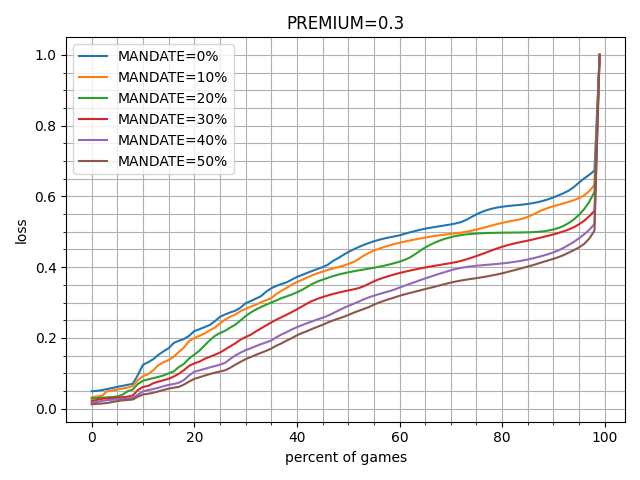 PREMIUM=0.3
MANDATE=0%
MANDATE=10%
MANDATE=20%
MANDATE=30%
MANDATE=40%
MANDATE=50%
loss
1.0
0.8
0.6
0.4
0.2
0.0
0 20 40 60 80 100
percent of games